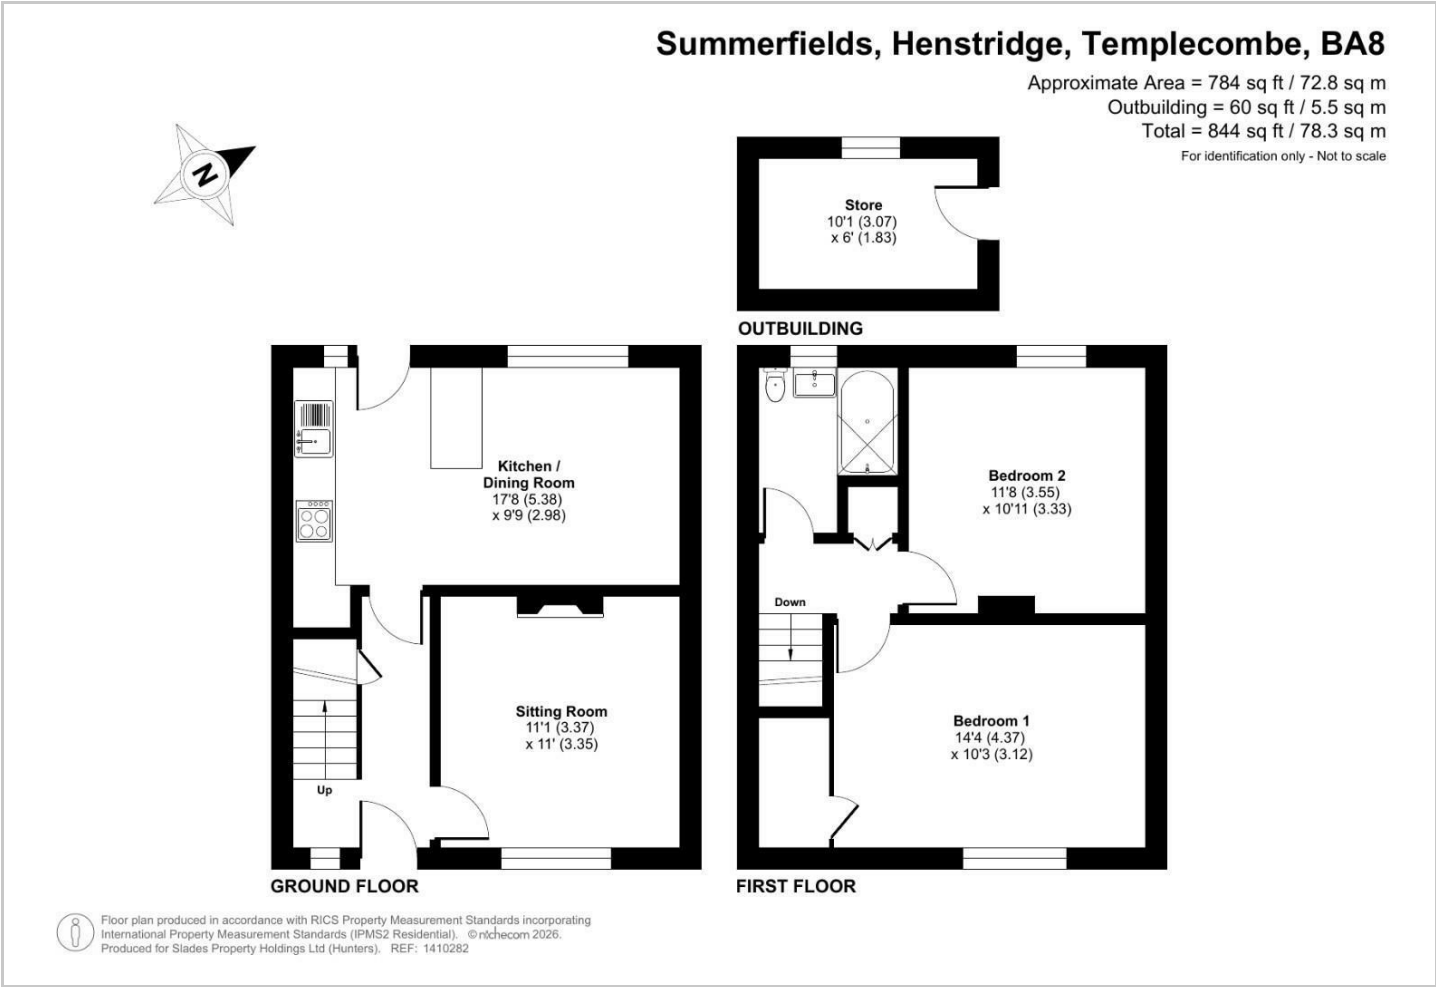 Summerfields, Henstridge, Templecombe, BA8
Approximate Area = 784 sq ft / 72.8 sq m
Outbuilding = 60 sq ft / 5.5 sq m
Total = 844 sq ft / 78.3 sq m
For identification only - Not to scale
N
Store
10'1 (3.07)
x 6' (1.83)
OUTBUILDING
Kitchen /
Dining Room
17'8 (5.38)
x 9'9 (2.98)
Sitting Room
11'1 (3.37)
x 11' (3.35)
Up
GROUND FLOOR
Bedroom 2
11'8 (3.55)
x 10'11 (3.33)
Down
Bedroom 1
14'4 (4.37)
x 10'3 (3.12)
FIRST FLOOR
Floor plan produced in accordance with RICS Property Measurement Standards incorporating
International Property Measurement Standards (IPMS2 Residential). © nichecom 2026.
Produced for Slades Property Holdings Ltd (Hunters). REF: 1410282